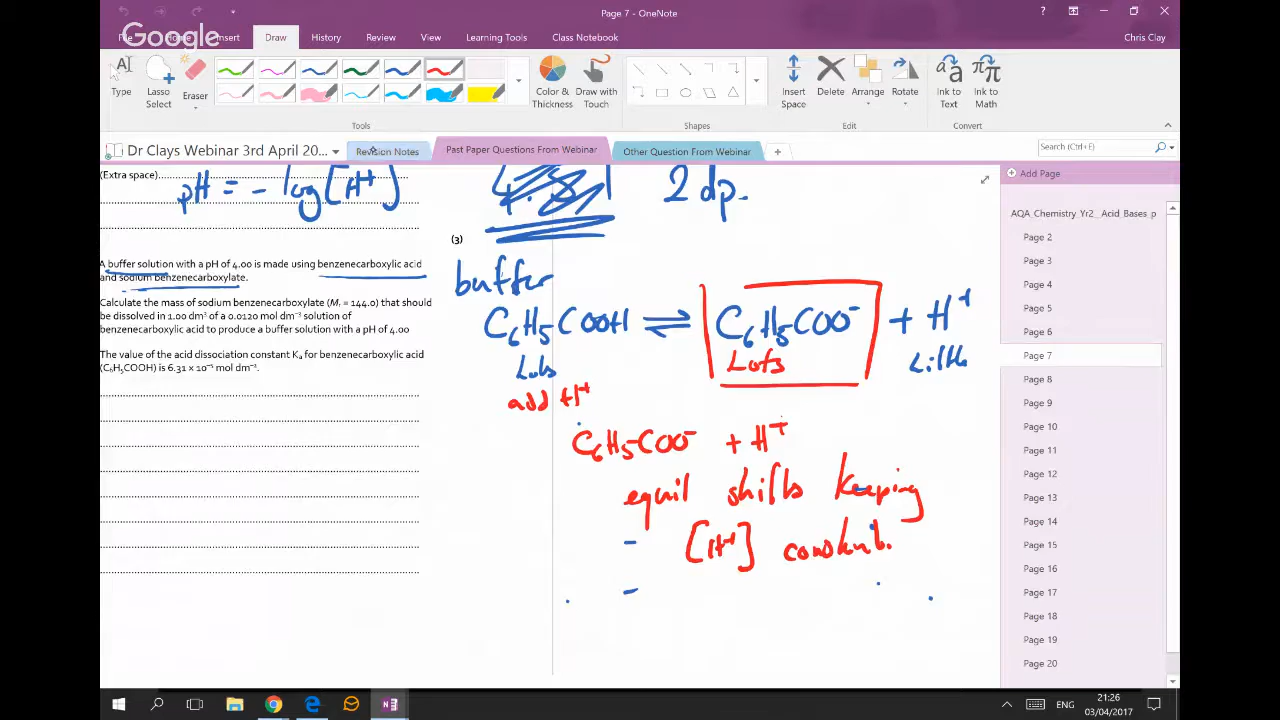 Page 7 - OneNote
Chris Clay
Google
Insert Draw History Review View Learning Tools Class Notebook
Type Lasso Select Eraser Color & Thickness Draw with Touch Insert Space Delete Arrange Rotate Ink to Text Ink to Math
Tools Shapes Edit Convert
Dr Clays Webinar 3rd April 20... Revision Notes Past Paper Questions From Webinar Other Question From Webinar Search (Ctrl+E)
Add Page
AQA_Chemistry_Yr2_ Acid_Bases_p
Page 2
Page 3
Page 4
Page 5
Page 6
Page 7
Page 8
Page 9
Page 10
Page 11
Page 12
Page 13
Page 14
Page 15
Page 16
Page 17
Page 18
Page 19
Page 20
(Extra space)
pH = - log [H+] 4.81 2 dp.
(3)
A buffer solution with a pH of 4.00 is made using benzenecarboxylic acid
and sodium benzenecarboxylate.
Calculate the mass of sodium benzenecarboxylate (Mr = 144.0) that should
be dissolved in 1.00 dm³ of a 0.0120 mol dm⁻³ solution of
benzenecarboxylic acid to produce a buffer solution with a pH of 4.00
The value of the acid dissociation constant Ka for benzenecarboxylic acid
(C₆H₅COOH) is 6.31 × 10⁻⁵ mol dm⁻³.
buffer
C₆H₅COOH ⇌ C₆H₅COO⁻ + H⁺
Lots Lots Little
add H⁺
C₆H₅COO⁻ + H⁺
equil shifts keeping
[H⁺] constant.
ENG
21:26
03/04/2017